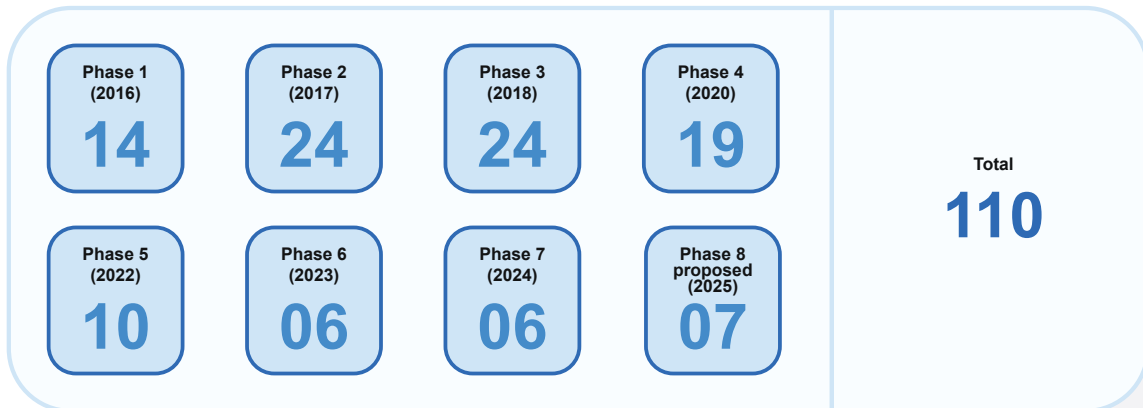 Phase 1
(2016)
14
Phase 2
(2017)
24
Phase 3
(2018)
24
Phase 4
(2020)
19
Phase 5
(2022)
10
Phase 6
(2023)
06
Phase 7
(2024)
06
Phase 8
proposed
(2025)
07
Total
110